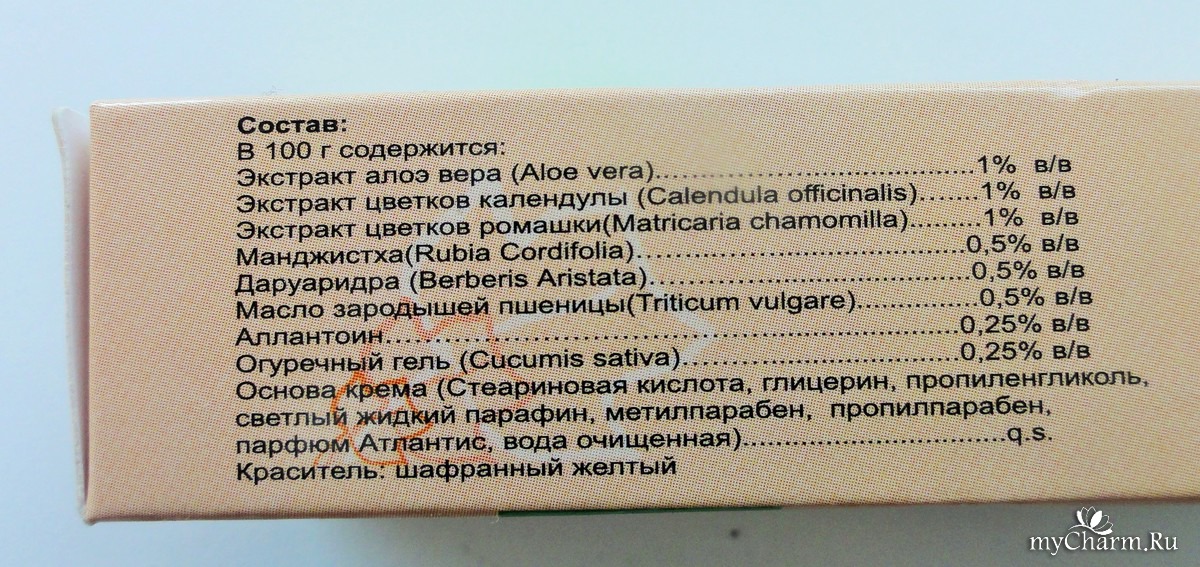 Состав:
В 100 г содержится:
Экстракт алоэ вера (Aloe vera)....................................1% в/в
Экстракт цветков календулы (Calendula officinalis).......1% в/в
Экстракт цветков ромашки(Matricaria chamomilla).........1% в/в
Манджистха(Rubia Cordifolia).....................................0,5% в/в
Даруаридра (Berberis Aristata)....................................0,5% в/в
Масло зародышей пшеницы(Triticum vulgare).............0,5% в/в
Аллантоин..................................................................0,25% в/в
Огуречный гель (Cucumis sativa)...............................0,25% в/в
Основа крема (Стеариновая кислота, глицерин, пропиленгликоль,
светлый жидкий парафин, метилпарабен, пропилпарабен,
парфюм Атлантис, вода очищенная)..............................q.s.
Краситель: шафранный желтый
myCharm.Ru